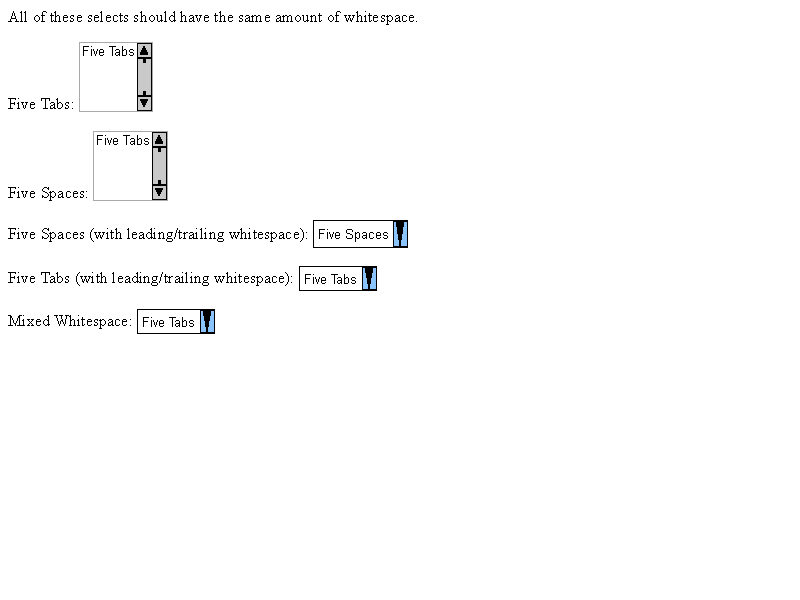 All of these selects should have the same amount of whitespace.
Five Tabs
Five Tabs:
Five Tabs
Five Spaces:
Five Spaces (with leading/trailing whitespace): Five Spaces
Five Tabs (with leading/trailing whitespace): Five Tabs
Mixed Whitespace: Five Tabs